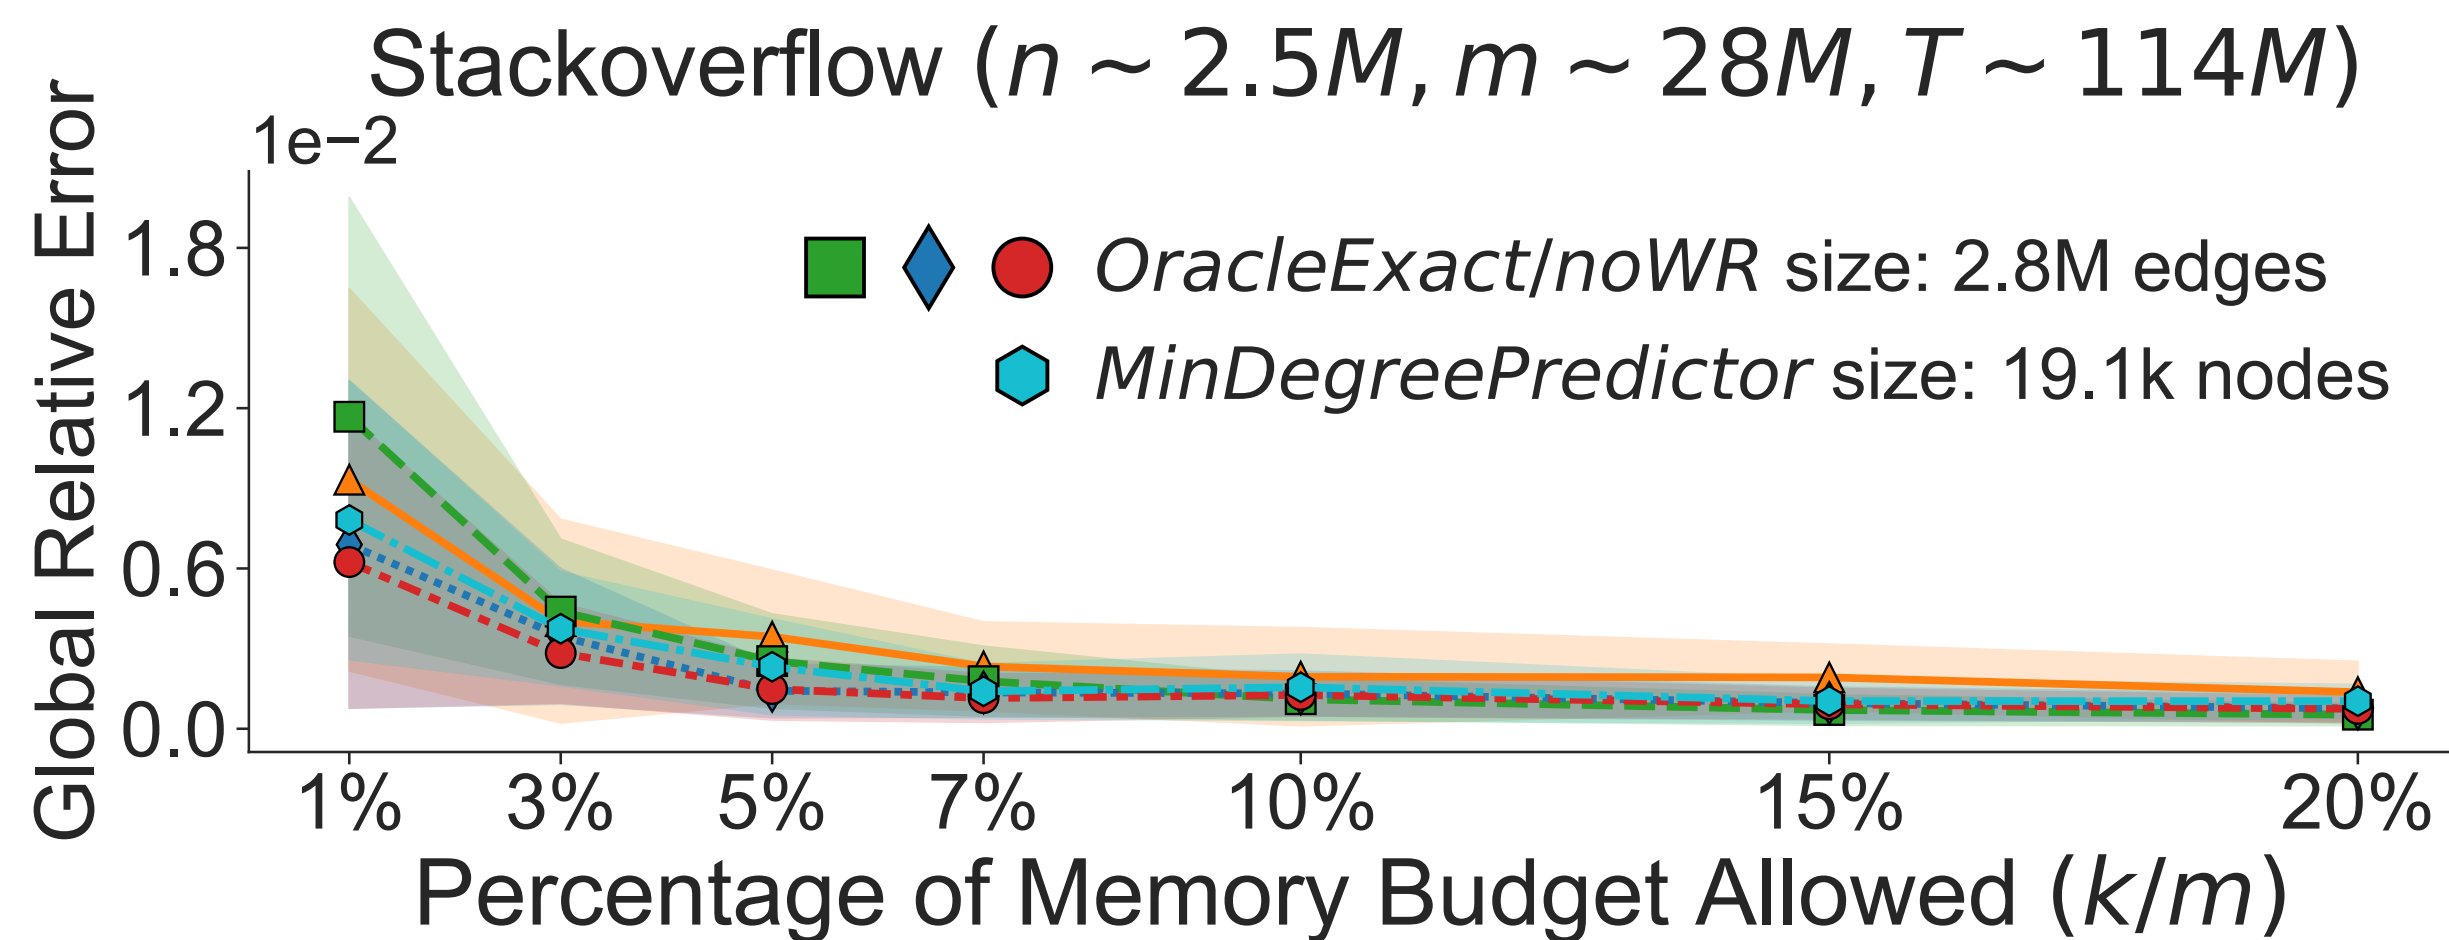 Stackoverflow (n ~ 2.5M, m ~ 28M, T ~ 114M)
1e−2
Global Relative Error
1.8
1.2
0.6
0.0
OracleExact/noWR size: 2.8M edges
MinDegreePredictor size: 19.1k nodes
1% 3% 5% 7% 10% 15% 20%
Percentage of Memory Budget Allowed (k/m)